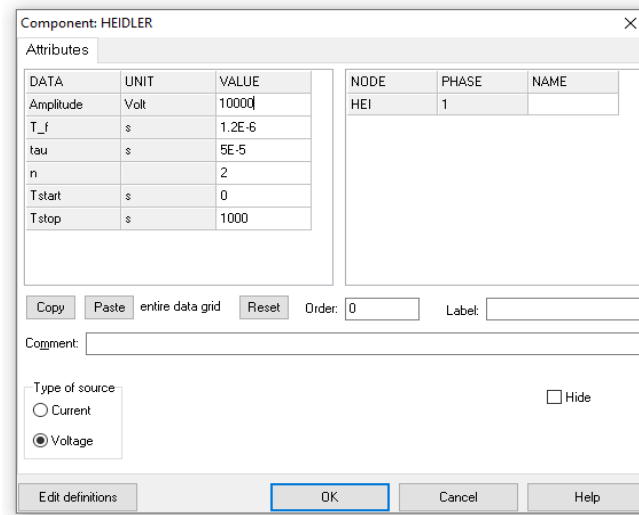 Component: HEIDLER
Attributes
DATA UNIT VALUE
Amplitude Volt 10000
T_f s 1.2E-6
tau s 5E-5
n 2
Tstart s 0
Tstop s 1000
NODE PHASE NAME
HEI 1
Copy Paste entire data grid Reset Order: 0 Label:
Comment:
Type of source
Current
Voltage
Hide
Edit definitions OK Cancel Help